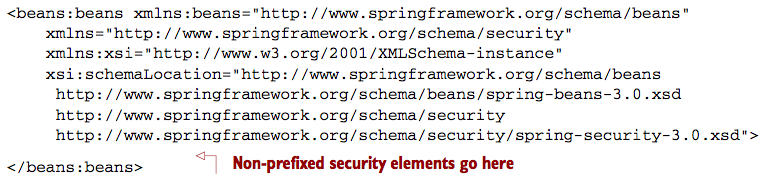 <beans:beans xmlns:beans="http://www.springframework.org/schema/beans"
    xmlns="http://www.springframework.org/schema/security"
    xmlns:xsi="http://www.w3.org/2001/XMLSchema-instance"
    xsi:schemaLocation="http://www.springframework.org/schema/beans
     http://www.springframework.org/schema/beans/spring-beans-3.0.xsd
     http://www.springframework.org/schema/security
     http://www.springframework.org/schema/security/spring-security-3.0.xsd">
Non-prefixed security elements go here
</beans:beans>